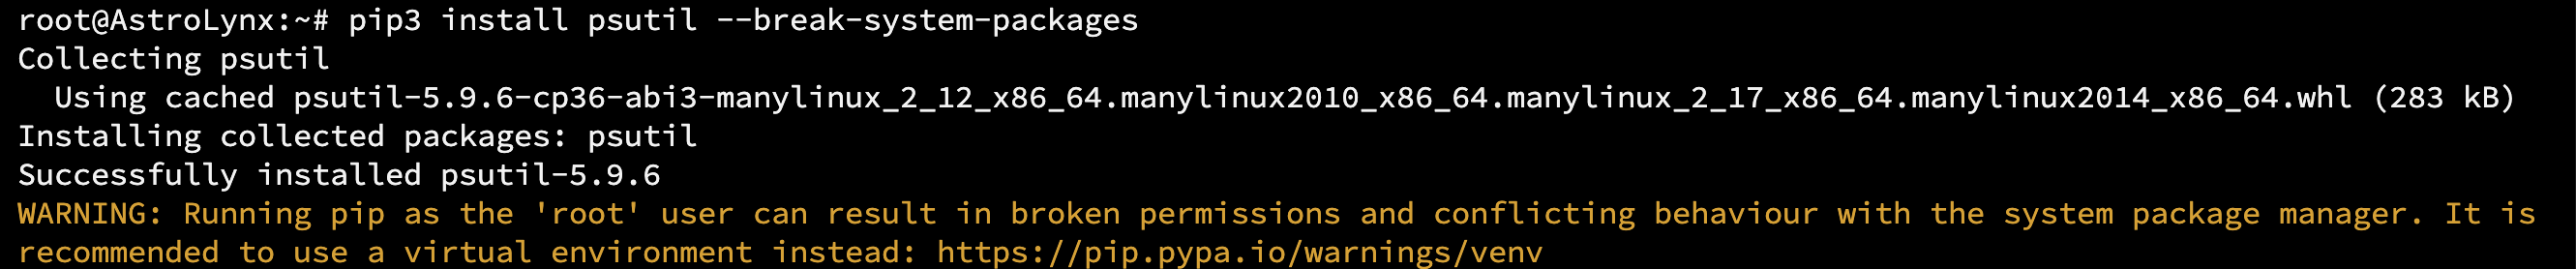 root@AstroLynx:~# pip3 install psutil --break-system-packages
Collecting psutil
  Using cached psutil-5.9.6-cp36-abi3-manylinux_2_12_x86_64.manylinux2010_x86_64.manylinux_2_17_x86_64.manylinux2014_x86_64.whl (283 kB)
Installing collected packages: psutil
Successfully installed psutil-5.9.6
WARNING: Running pip as the 'root' user can result in broken permissions and conflicting behaviour with the system package manager. It is
recommended to use a virtual environment instead: https://pip.pypa.io/warnings/venv